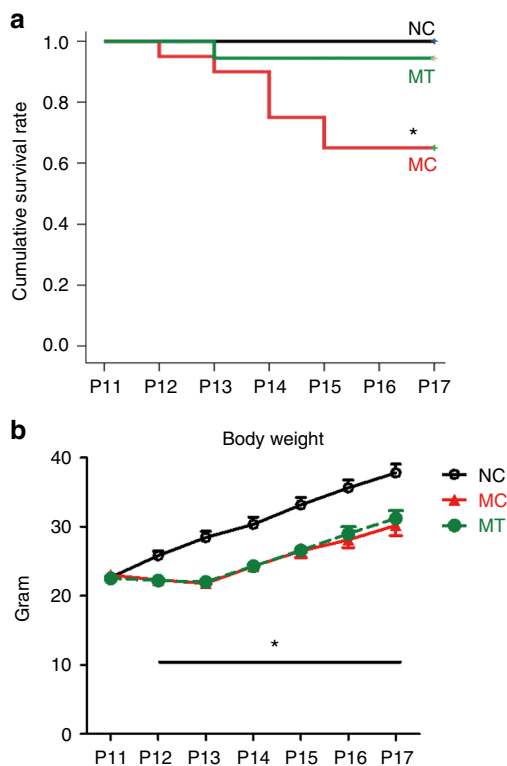 a
NC
MT
*
MC
1.0
0.8
0.6
0.4
0.2
0.0
Cumulative survival rate
P11 P12 P13 P14 P15 P16 P17
b
Body weight
40
30
20
10
0
Gram
*
NC
MC
MT
P11 P12 P13 P14 P15 P16 P17